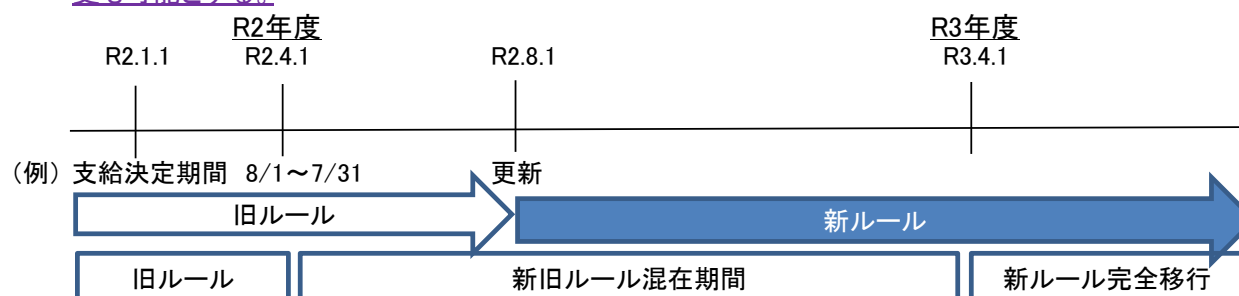 R2年度
R3年度
R2.1.1 R2.4.1 R2.8.1 R3.4.1
(例) 支給決定期間 8/1~7/31 更新
旧ルール 新ルール
旧ルール 新旧ルール混在期間 新ルール完全移行